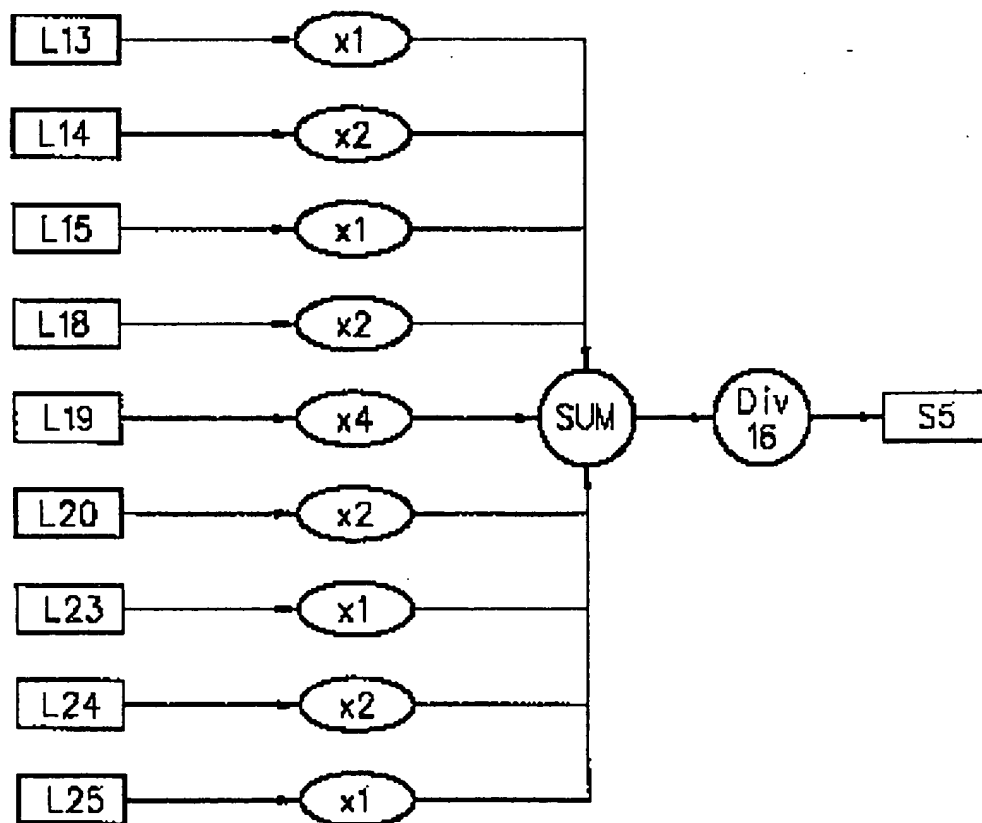 L13 x1
L14 x2
L15 x1
L18 x2
L19 x4 SUM Div 16 S5
L20 x2
L23 x1
L24 x2
L25 x1